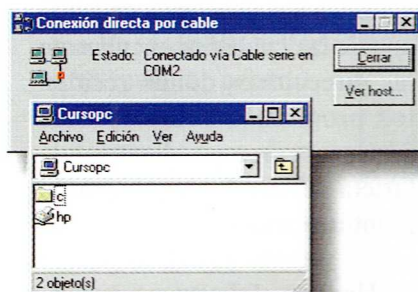 Conexión directa por cable
Estado: Conectado vía Cable serie en
COM2.
Cerrar
Ver host...
Cursopc
Archivo Edición Ver Ayuda
Cursopc
c
hp
2 objeto(s)